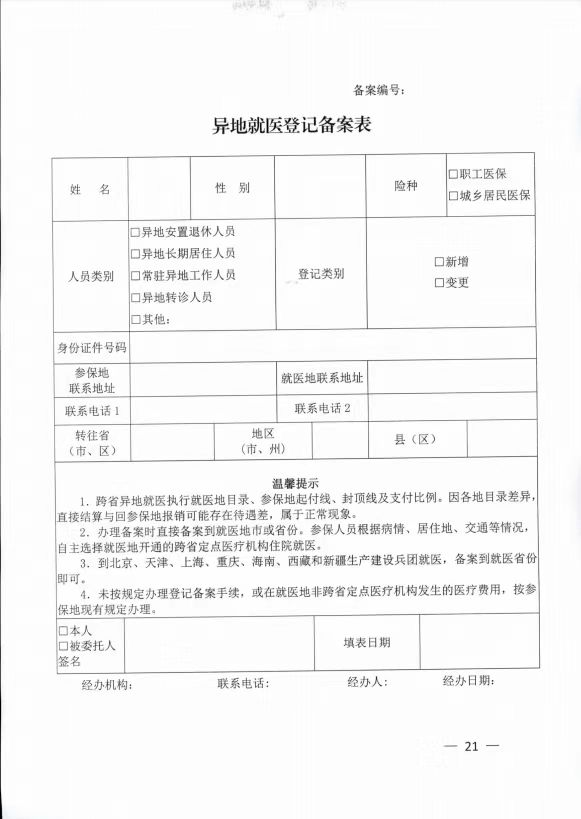 备案编号：
异地就医登记备案表
姓 名
性 别
险种
□职工医保
□城乡居民医保
人员类别
□异地安置退休人员
□异地长期居住人员
□常驻异地工作人员
□异地转诊人员
□其他：
登记类别
□新增
□变更
身份证件号码
参保地
联系地址
就医地联系地址
联系电话1
联系电话2
转往省
（市、区）
地区
（市、州）
县（区）
温馨提示
1．跨省异地就医执行就医地目录、参保地起付线、封顶线及支付比例。因各地目录差异，
直接结算与回参保地报销可能存在待遇差，属于正常现象。
2．办理备案时直接备案到就医地市或省份。参保人员根据病情、居住地、交通等情况，
自主选择就医地开通的跨省定点医疗机构住院就医。
3．到北京、天津、上海、重庆、海南、西藏和新疆生产建设兵团就医，备案到就医省份
即可。
4．未按规定办理登记备案手续，或在就医地非跨省定点医疗机构发生的医疗费用，按参
保地现有规定办理。
□本人
□被委托人
签名
填表日期
经办机构：
联系电话：
经办人：
经办日期：
— 21 —